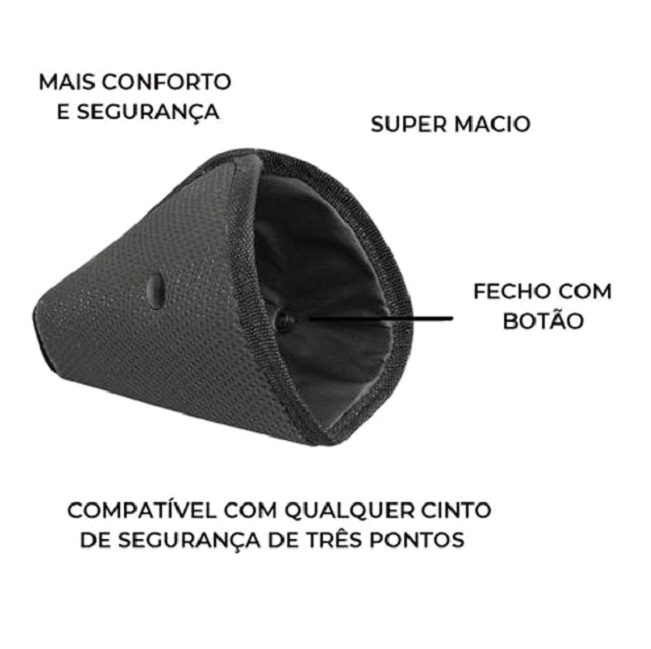 MAIS CONFORTO
E SEGURANÇA
SUPER MACIO
FECHO COM
BOTÃO
COMPATÍVEL COM QUALQUER CINTO
DE SEGURANÇA DE TRÊS PONTOS